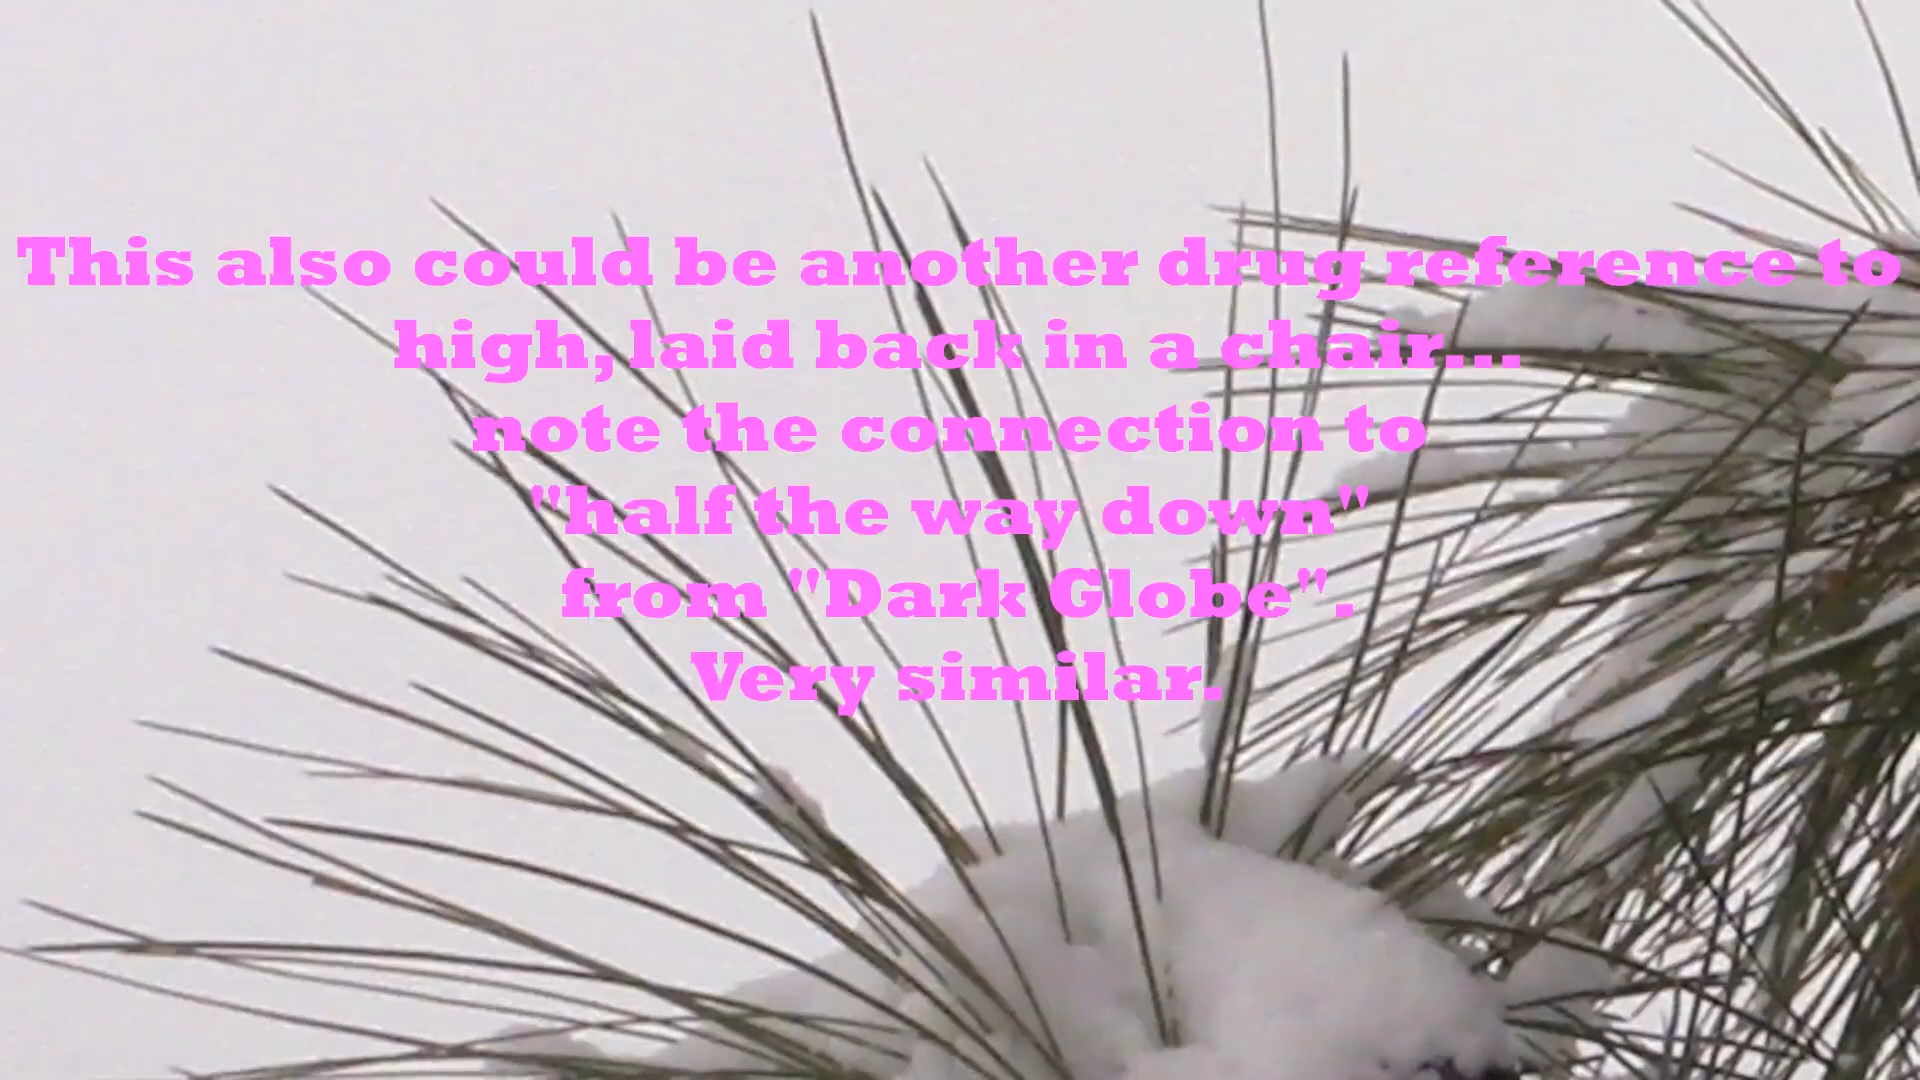 This also could be another drug reference to
high, laid back in a chair...
note the connection to
"half the way down"
from "Dark Globe".
Very similar.